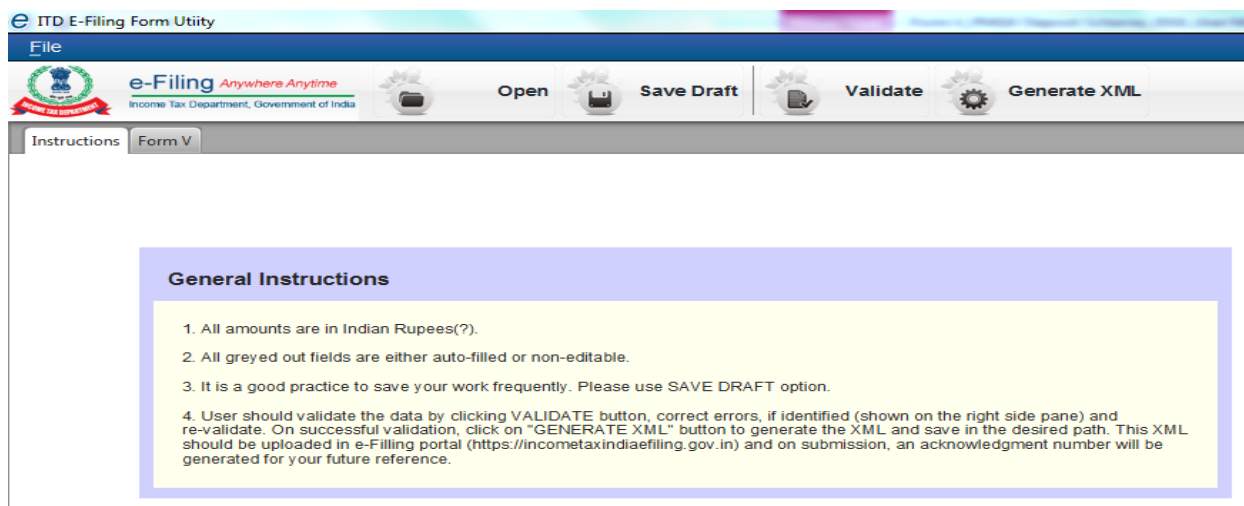 ITD E-Filing Form Utiity
File
e-Filing Anywhere Anytime
Income Tax Department, Government of India
INCOME TAX DEPARTMENT
Open
Save Draft
Validate
Generate XML
Instructions
Form V
General Instructions
1. All amounts are in Indian Rupees(?).
2. All greyed out fields are either auto-filled or non-editable.
3. It is a good practice to save your work frequently. Please use SAVE DRAFT option.
4. User should validate the data by clicking VALIDATE button, correct errors, if identified (shown on the right side pane) and
re-validate. On successful validation, click on "GENERATE XML" button to generate the XML and save in the desired path. This XML
should be uploaded in e-Filling portal (https://incometaxindiaefiling.gov.in) and on submission, an acknowledgment number will be
generated for your future reference.